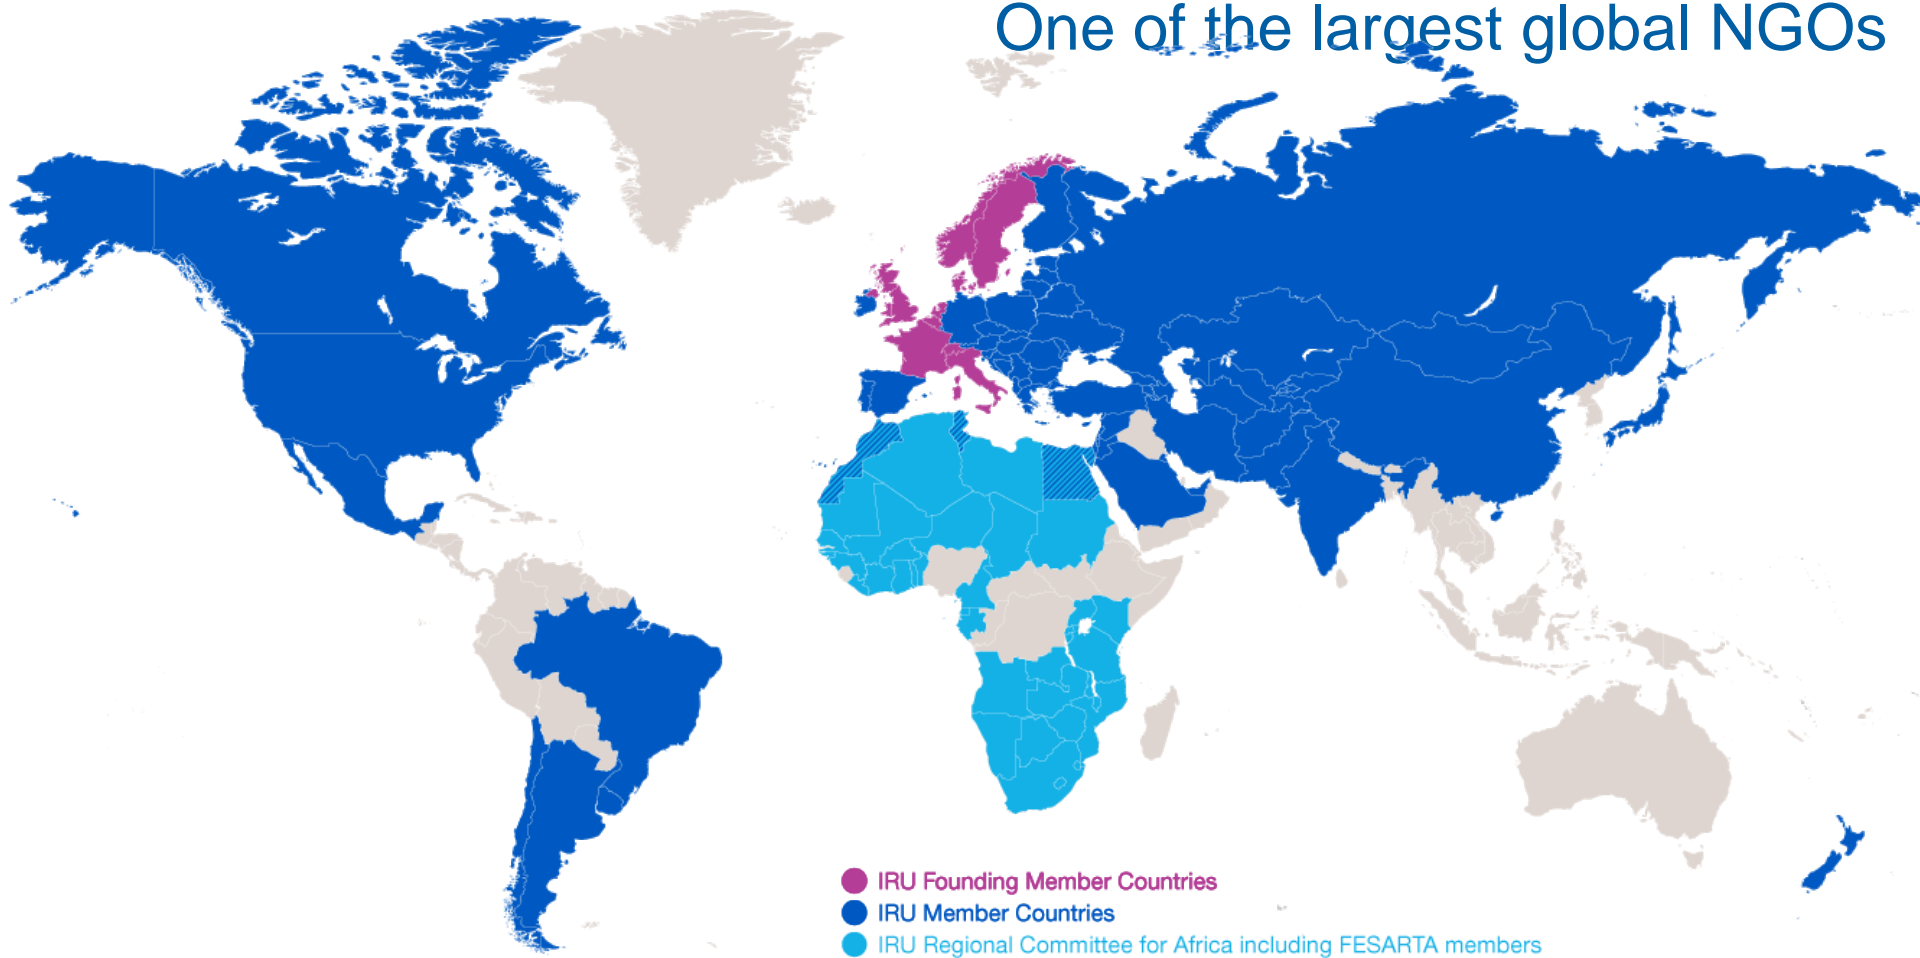 One of the largest global NGOs
IRU Founding Member Countries
IRU Member Countries
IRU Regional Committee for Africa including FESARTA members